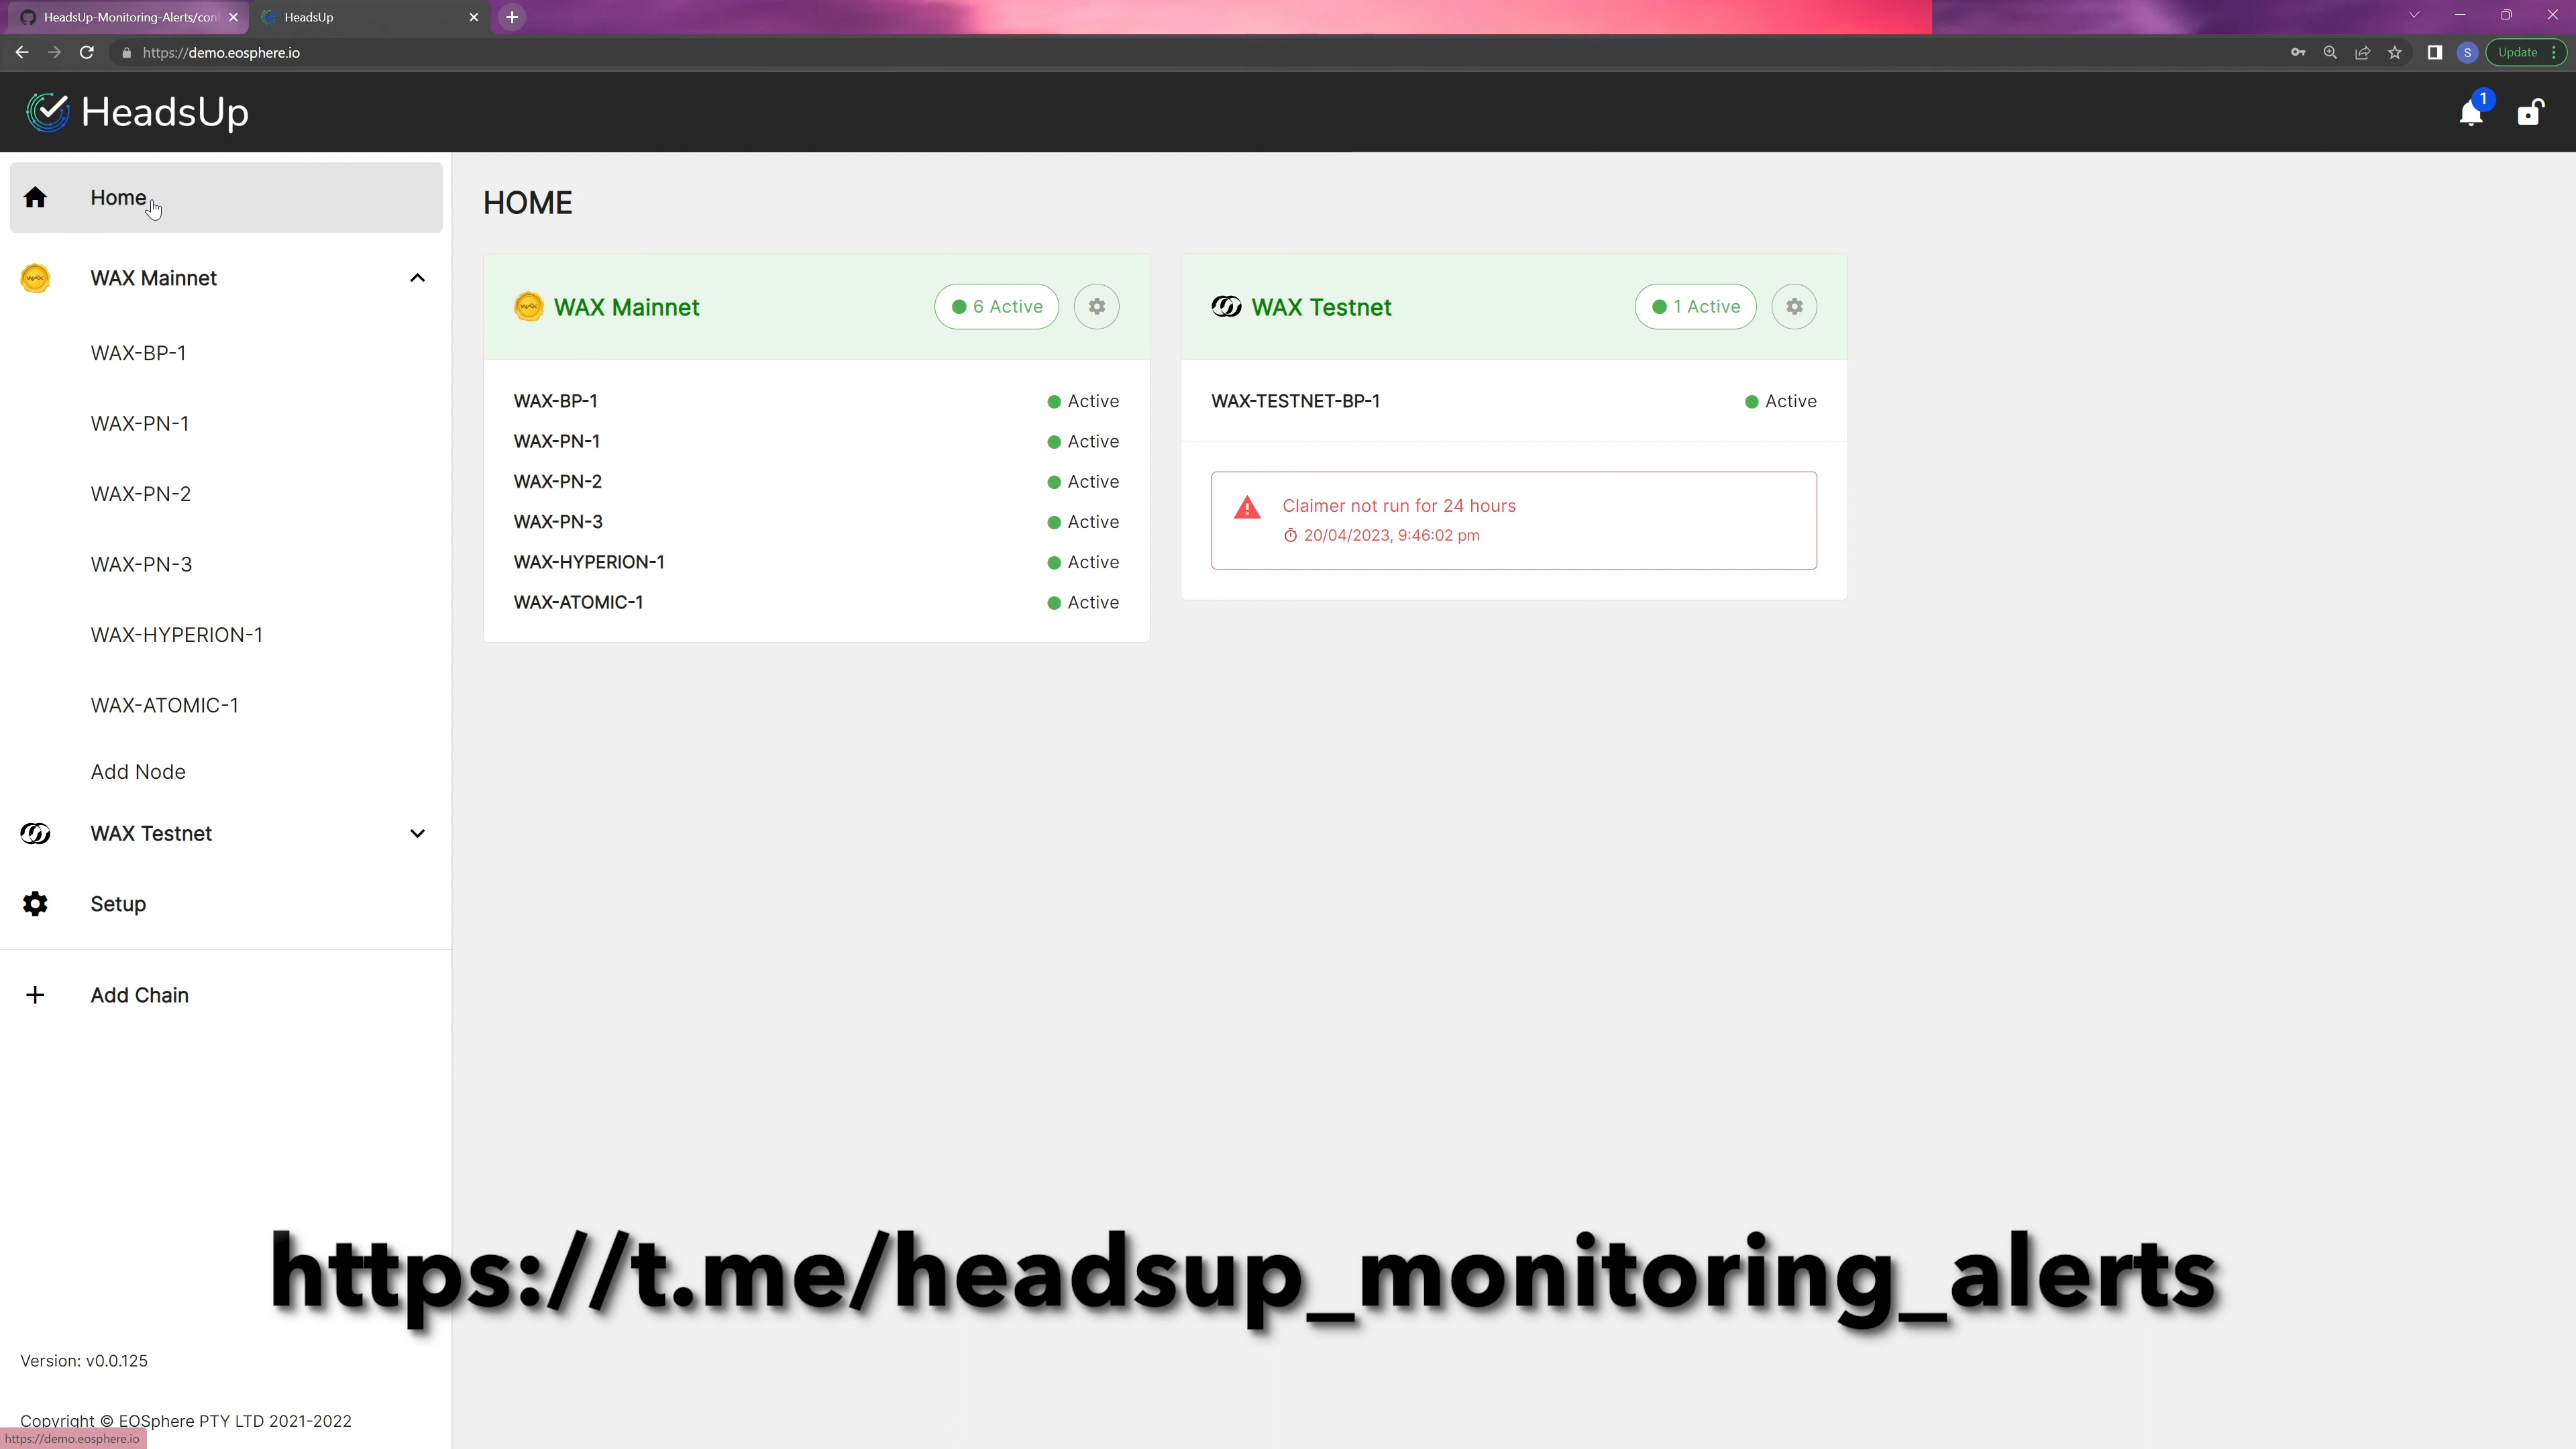 HeadsUp-Monitoring-Alerts/con
HeadsUp
https://demo.eosphere.io
S
Update
HeadsUp
1
Home
WAX Mainnet
WAX-BP-1
WAX-PN-1
WAX-PN-2
WAX-PN-3
WAX-HYPERION-1
WAX-ATOMIC-1
Add Node
WAX Testnet
Setup
Add Chain
HOME
WAX Mainnet
6 Active
WAX-BP-1 Active
WAX-PN-1 Active
WAX-PN-2 Active
WAX-PN-3 Active
WAX-HYPERION-1 Active
WAX-ATOMIC-1 Active
WAX Testnet
1 Active
WAX-TESTNET-BP-1 Active
Claimer not run for 24 hours
20/04/2023, 9:46:02 pm
https://t.me/headsup_monitoring_alerts
Version: v0.0.125
Copyright © EOSphere PTY LTD 2021-2022
https://demo.eosphere.io